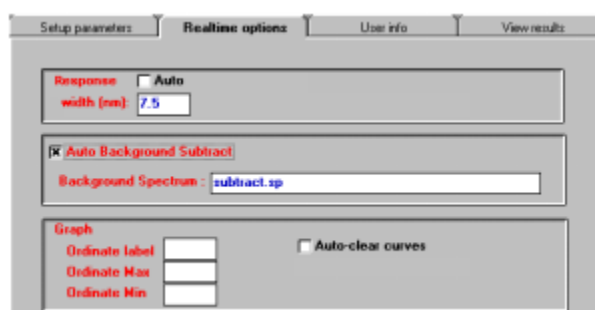 Setup parameters Realtime options User info View results
Response Auto
width (nm): 7.5
Auto Background Subtract
Background Spectrum : subtract.sp
Graph
Ordinate label Auto-clear curves
Ordinate Max
Ordinate Min